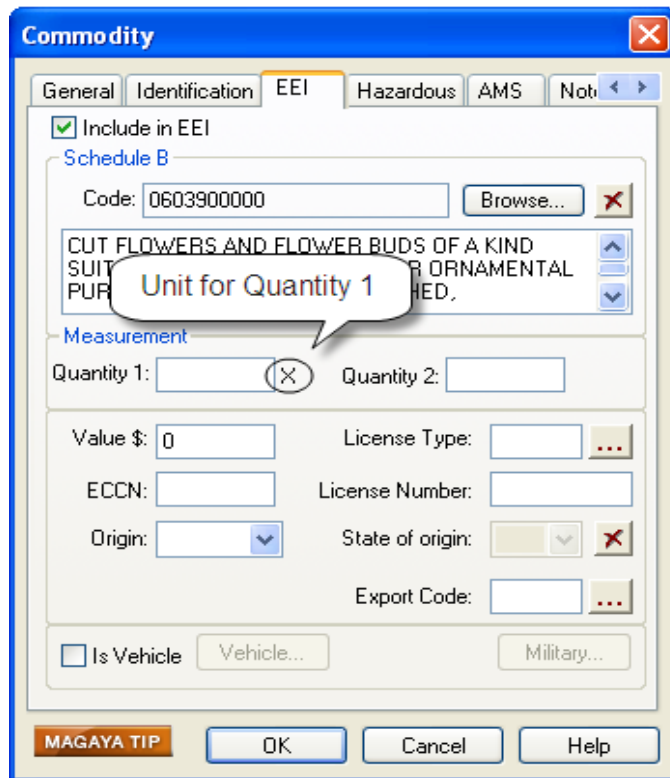 Commodity
General Identification EEI Hazardous AMS Not
Include in EEI
Schedule B
Code: 0603900000 Browse...
CUT FLOWERS AND FLOWER BUDS OF A KIND
SUIT R ORNAMENTAL
PUR HED,
Unit for Quantity 1
Measurement
Quantity 1: X Quantity 2:
Value $: 0 License Type: ...
ECCN: License Number:
Origin: State of origin:
Export Code: ...
Is Vehicle Vehicle... Military...
MAGAYA TIP OK Cancel Help